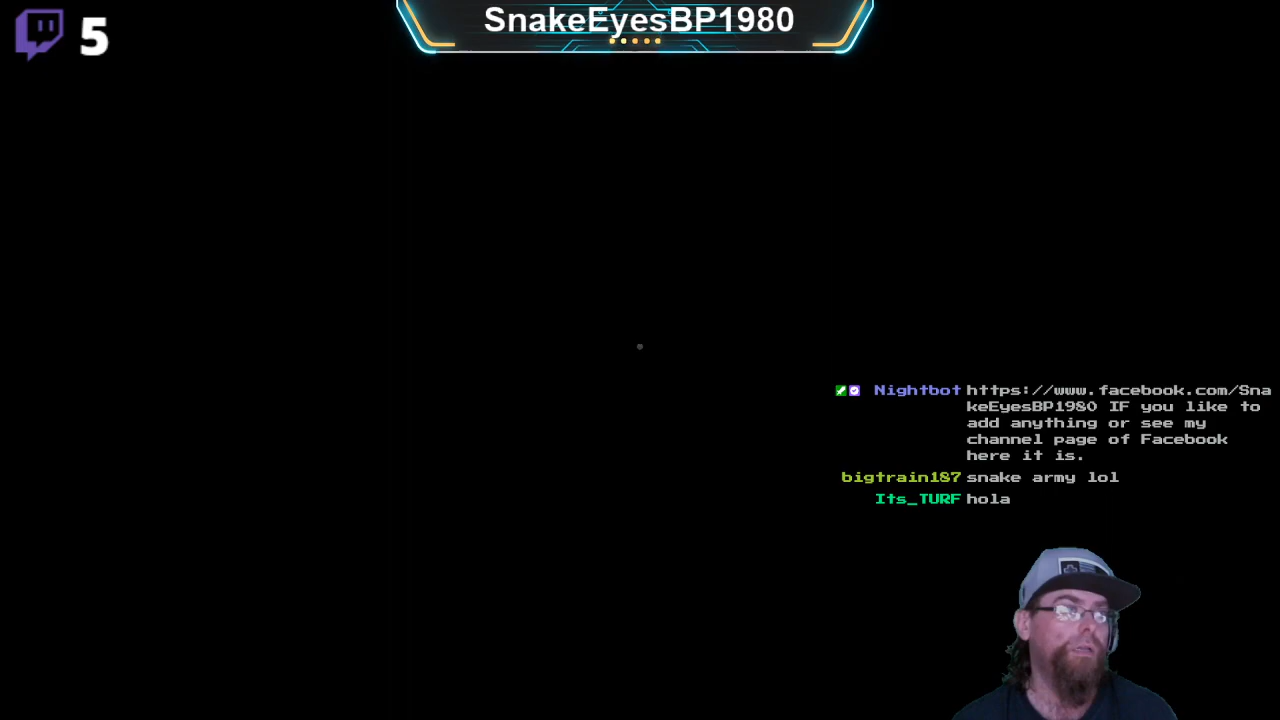 5
SnakeEyesBP1980
Nightbot https://www.facebook.com/Sna
keEyesBP1980 IF you like to
add anything or see my
channel page of Facebook
here it is.
bigtrain187 snake army lol
Its_TURF hola